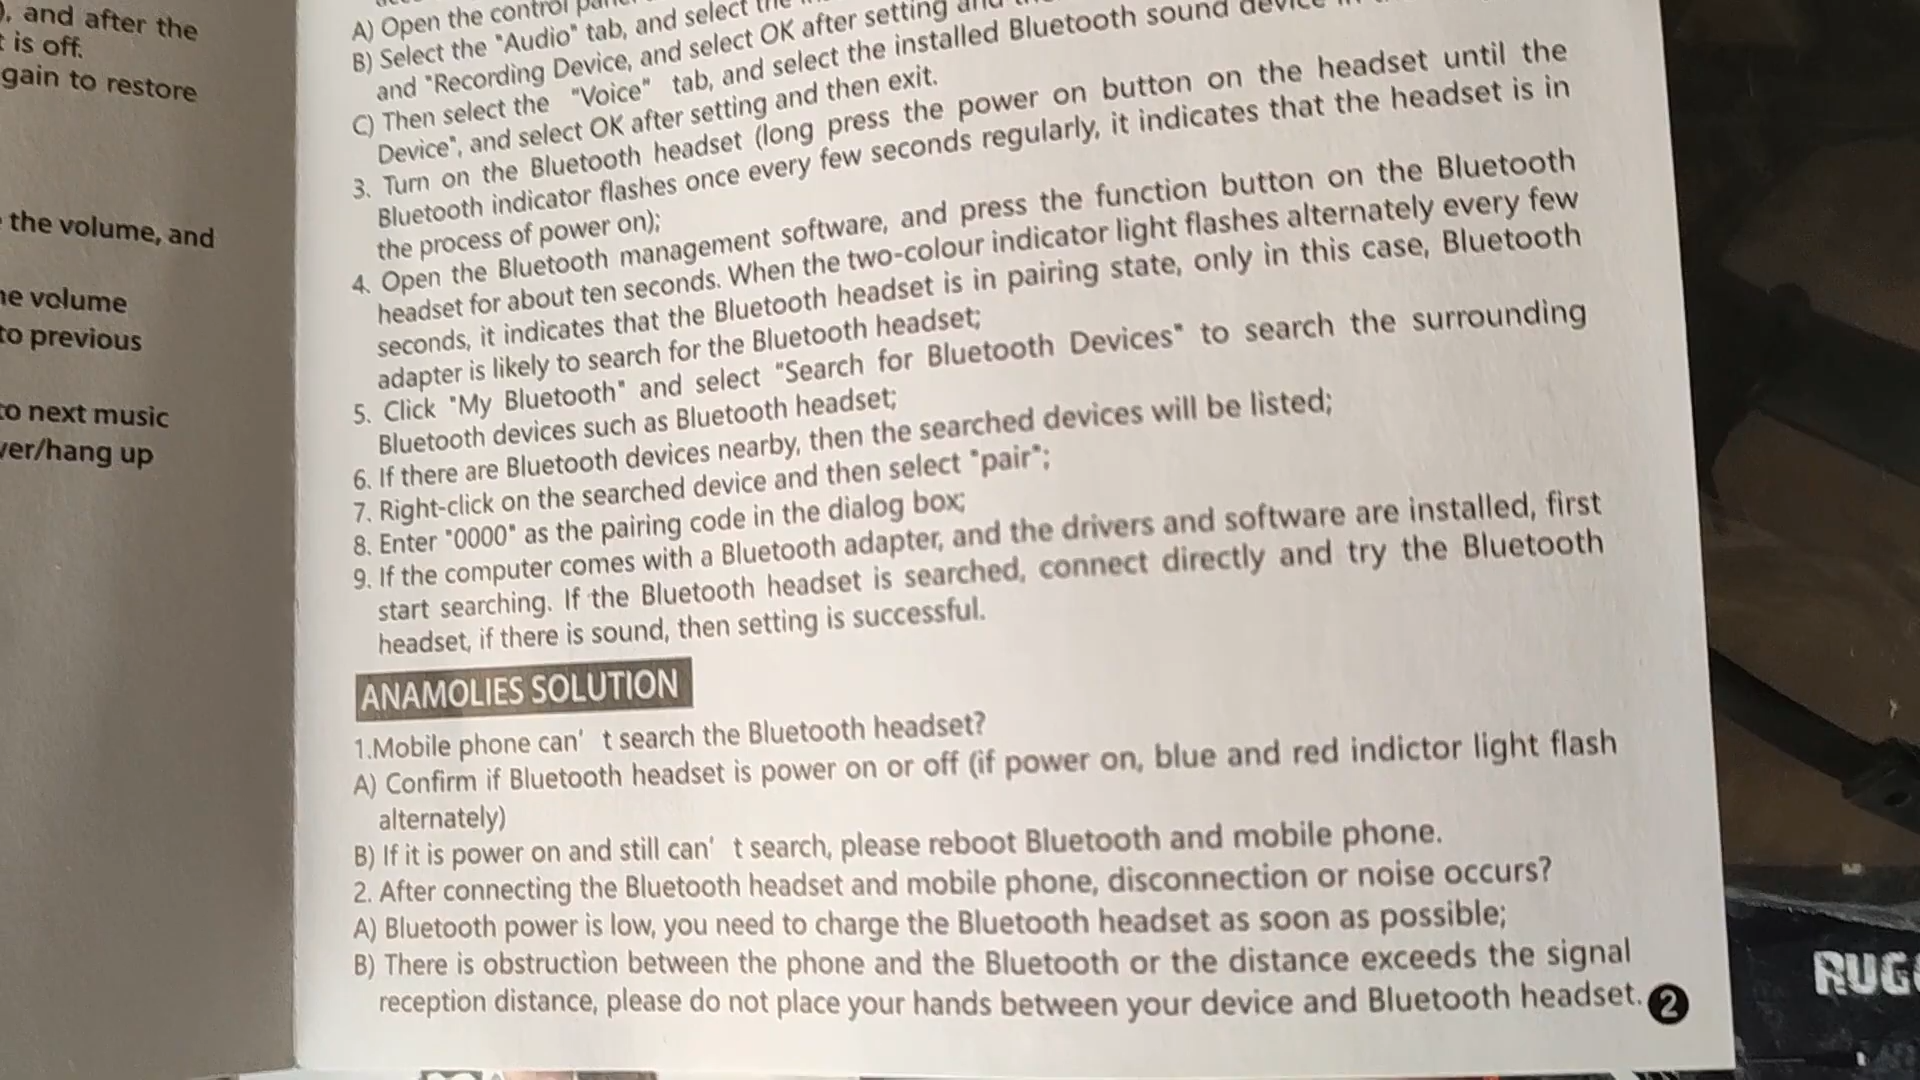 ), and after the
t is off.
gain to restore
the volume, and
ne volume
to previous
to next music
ver/hang up
A) Open the control
B) Select the "Audio" tab, and select the
and "Recording Device, and select OK after setting and
C) Then select the "Voice" tab, and select the installed Bluetooth sound device
Device", and select OK after setting and then exit.
3. Turn on the Bluetooth headset (long press the power on button on the headset until the
Bluetooth indicator flashes once every few seconds regularly, it indicates that the headset is in
the process of power on);
4. Open the Bluetooth management software, and press the function button on the Bluetooth
headset for about ten seconds. When the two-colour indicator light flashes alternately every few
seconds, it indicates that the Bluetooth headset is in pairing state, only in this case, Bluetooth
adapter is likely to search for the Bluetooth headset;
5. Click "My Bluetooth" and select "Search for Bluetooth Devices" to search the surrounding
Bluetooth devices such as Bluetooth headset;
6. If there are Bluetooth devices nearby, then the searched devices will be listed;
7. Right-click on the searched device and then select "pair";
8. Enter "0000" as the pairing code in the dialog box;
9. If the computer comes with a Bluetooth adapter, and the drivers and software are installed, first
start searching. If the Bluetooth headset is searched, connect directly and try the Bluetooth
headset, if there is sound, then setting is successful.
ANAMOLIES SOLUTION
1.Mobile phone can' t search the Bluetooth headset?
A) Confirm if Bluetooth headset is power on or off (if power on, blue and red indictor light flash
alternately)
B) If it is power on and still can' t search, please reboot Bluetooth and mobile phone.
2. After connecting the Bluetooth headset and mobile phone, disconnection or noise occurs?
A) Bluetooth power is low, you need to charge the Bluetooth headset as soon as possible;
B) There is obstruction between the phone and the Bluetooth or the distance exceeds the signal
reception distance, please do not place your hands between your device and Bluetooth headset.
2
RUG